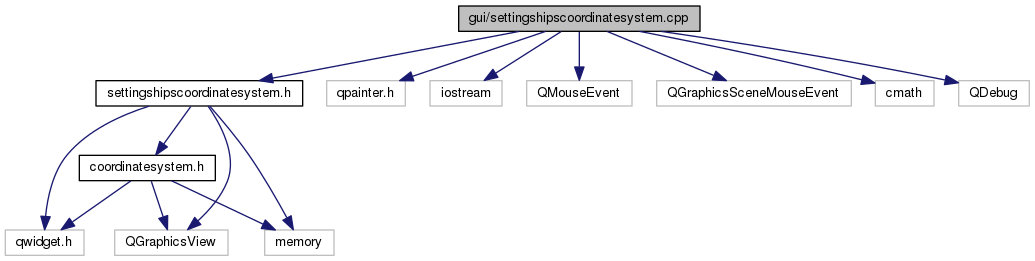 gui/settingshipscoordinatesystem.cpp
settingshipscoordinatesystem.h
qpainter.h
iostream
QMouseEvent
QGraphicsSceneMouseEvent
cmath
QDebug
coordinatesystem.h
qwidget.h
QGraphicsView
memory